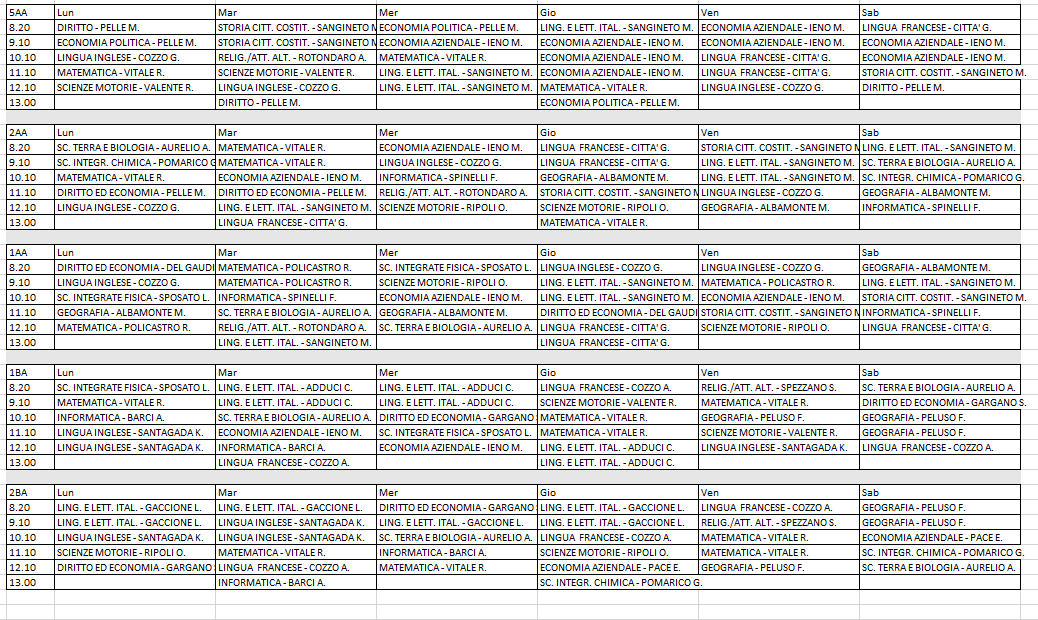 5AA Lun Mar Mer Gio Ven Sab
8.20 DIRITTO - PELLE M. STORIA CITT. COSTIT. - SANGINETO M ECONOMIA POLITICA - PELLE M. LING. E LETT. ITAL. - SANGINETO M. ECONOMIA AZIENDALE - IENO M. LINGUA FRANCESE - CITTA' G.
9.10 ECONOMIA POLITICA - PELLE M. STORIA CITT. COSTIT. - SANGINETO M ECONOMIA AZIENDALE - IENO M. ECONOMIA AZIENDALE - IENO M. ECONOMIA AZIENDALE - IENO M. ECONOMIA AZIENDALE - IENO M.
10.10 LINGUA INGLESE - COZZO G. RELIG./ATT. ALT. - ROTONDARO A. MATEMATICA - VITALE R. ECONOMIA AZIENDALE - IENO M. LINGUA FRANCESE - CITTA' G. ECONOMIA AZIENDALE - IENO M.
11.10 MATEMATICA - VITALE R. SCIENZE MOTORIE - VALENTE R. LING. E LETT. ITAL. - SANGINETO M. ECONOMIA AZIENDALE - IENO M. LINGUA FRANCESE - CITTA' G. STORIA CITT. COSTIT. - SANGINETO M.
12.10 SCIENZE MOTORIE - VALENTE R. LINGUA INGLESE - COZZO G. LING. E LETT. ITAL. - SANGINETO M. MATEMATICA - VITALE R. LINGUA INGLESE - COZZO G. DIRITTO - PELLE M.
13.00 DIRITTO - PELLE M. ECONOMIA POLITICA - PELLE M.
2AA Lun Mar Mer Gio Ven Sab
8.20 SC. TERRA E BIOLOGIA - AURELIO A. MATEMATICA - VITALE R. ECONOMIA AZIENDALE - IENO M. LINGUA FRANCESE - CITTA' G. STORIA CITT. COSTIT. - SANGINETO M LING. E LETT. ITAL. - SANGINETO M.
9.10 SC. INTEGR. CHIMICA - POMARICO G MATEMATICA - VITALE R. LINGUA INGLESE - COZZO G. LINGUA FRANCESE - CITTA' G. LING. E LETT. ITAL. - SANGINETO M. SC. TERRA E BIOLOGIA - AURELIO A.
10.10 MATEMATICA - VITALE R. ECONOMIA AZIENDALE - IENO M. INFORMATICA - SPINELLI F. GEOGRAFIA - ALBAMONTE M. LING. E LETT. ITAL. - SANGINETO M. SC. INTEGR. CHIMICA - POMARICO G.
11.10 DIRITTO ED ECONOMIA - PELLE M. DIRITTO ED ECONOMIA - PELLE M. RELIG./ATT. ALT. - ROTONDARO A. STORIA CITT. COSTIT. - SANGINETO M LINGUA INGLESE - COZZO G. GEOGRAFIA - ALBAMONTE M.
12.10 LINGUA INGLESE - COZZO G. LING. E LETT. ITAL. - SANGINETO M. SCIENZE MOTORIE - RIPOLI O. SCIENZE MOTORIE - RIPOLI O. GEOGRAFIA - ALBAMONTE M. INFORMATICA - SPINELLI F.
13.00 LINGUA FRANCESE - CITTA' G. MATEMATICA - VITALE R.
1AA Lun Mar Mer Gio Ven Sab
8.20 DIRITTO ED ECONOMIA - DEL GAUDI MATEMATICA - POLICASTRO R. SC. INTEGRATE FISICA - SPOSATO L. LINGUA INGLESE - COZZO G. LINGUA INGLESE - COZZO G. GEOGRAFIA - ALBAMONTE M.
9.10 LINGUA INGLESE - COZZO G. MATEMATICA - POLICASTRO R. SCIENZE MOTORIE - RIPOLI O. LING. E LETT. ITAL. - SANGINETO M. MATEMATICA - POLICASTRO R. LING. E LETT. ITAL. - SANGINETO M.
10.10 SC. INTEGRATE FISICA - SPOSATO L. INFORMATICA - SPINELLI F. ECONOMIA AZIENDALE - IENO M. LING. E LETT. ITAL. - SANGINETO M. ECONOMIA AZIENDALE - IENO M. STORIA CITT. COSTIT. - SANGINETO M.
11.10 GEOGRAFIA - ALBAMONTE M. SC. TERRA E BIOLOGIA - AURELIO A. GEOGRAFIA - ALBAMONTE M. DIRITTO ED ECONOMIA - DEL GAUDI STORIA CITT. COSTIT. - SANGINETO M INFORMATICA - SPINELLI F.
12.10 MATEMATICA - POLICASTRO R. RELIG./ATT. ALT. - ROTONDARO A. SC. TERRA E BIOLOGIA - AURELIO A. LINGUA FRANCESE - CITTA' G. SCIENZE MOTORIE - RIPOLI O. LINGUA FRANCESE - CITTA' G.
13.00 LING. E LETT. ITAL. - SANGINETO M. LINGUA FRANCESE - CITTA' G.
1BA Lun Mar Mer Gio Ven Sab
8.20 SC. INTEGRATE FISICA - SPOSATO L. LING. E LETT. ITAL. - ADDUCI C. LING. E LETT. ITAL. - ADDUCI C. LINGUA FRANCESE - COZZO A. RELIG./ATT. ALT. - SPEZZANO S. SC. TERRA E BIOLOGIA - AURELIO A.
9.10 MATEMATICA - VITALE R. LING. E LETT. ITAL. - ADDUCI C. LING. E LETT. ITAL. - ADDUCI C. SCIENZE MOTORIE - VALENTE R. MATEMATICA - VITALE R. DIRITTO ED ECONOMIA - GARGANO S.
10.10 INFORMATICA - BARCI A. SC. TERRA E BIOLOGIA - AURELIO A. DIRITTO ED ECONOMIA - GARGANO MATEMATICA - VITALE R. GEOGRAFIA - PELUSO F. GEOGRAFIA - PELUSO F.
11.10 LINGUA INGLESE - SANTAGADA K. ECONOMIA AZIENDALE - IENO M. SC. INTEGRATE FISICA - SPOSATO L. MATEMATICA - VITALE R. SCIENZE MOTORIE - VALENTE R. GEOGRAFIA - PELUSO F.
12.10 LINGUA INGLESE - SANTAGADA K. INFORMATICA - BARCI A. ECONOMIA AZIENDALE - IENO M. LING. E LETT. ITAL. - ADDUCI C. LINGUA INGLESE - SANTAGADA K. LINGUA FRANCESE - COZZO A.
13.00 LINGUA FRANCESE - COZZO A. LING. E LETT. ITAL. - ADDUCI C.
2BA Lun Mar Mer Gio Ven Sab
8.20 LING. E LETT. ITAL. - GACCIONE L. LING. E LETT. ITAL. - GACCIONE L. DIRITTO ED ECONOMIA - GARGANO LING. E LETT. ITAL. - GACCIONE L. LINGUA FRANCESE - COZZO A. GEOGRAFIA - PELUSO F.
9.10 LING. E LETT. ITAL. - GACCIONE L. LINGUA INGLESE - SANTAGADA K. LING. E LETT. ITAL. - GACCIONE L. LING. E LETT. ITAL. - GACCIONE L. RELIG./ATT. ALT. - SPEZZANO S. GEOGRAFIA - PELUSO F.
10.10 LINGUA INGLESE - SANTAGADA K. LINGUA INGLESE - SANTAGADA K. SC. TERRA E BIOLOGIA - AURELIO A. LINGUA FRANCESE - COZZO A. MATEMATICA - VITALE R. ECONOMIA AZIENDALE - PACE E.
11.10 SCIENZE MOTORIE - RIPOLI O. MATEMATICA - VITALE R. INFORMATICA - BARCI A. SCIENZE MOTORIE - RIPOLI O. MATEMATICA - VITALE R. SC. INTEGR. CHIMICA - POMARICO G.
12.10 DIRITTO ED ECONOMIA - GARGANO LINGUA FRANCESE - COZZO A. MATEMATICA - VITALE R. ECONOMIA AZIENDALE - PACE E. GEOGRAFIA - PELUSO F. SC. TERRA E BIOLOGIA - AURELIO A.
13.00 INFORMATICA - BARCI A. SC. INTEGR. CHIMICA - POMARICO G.